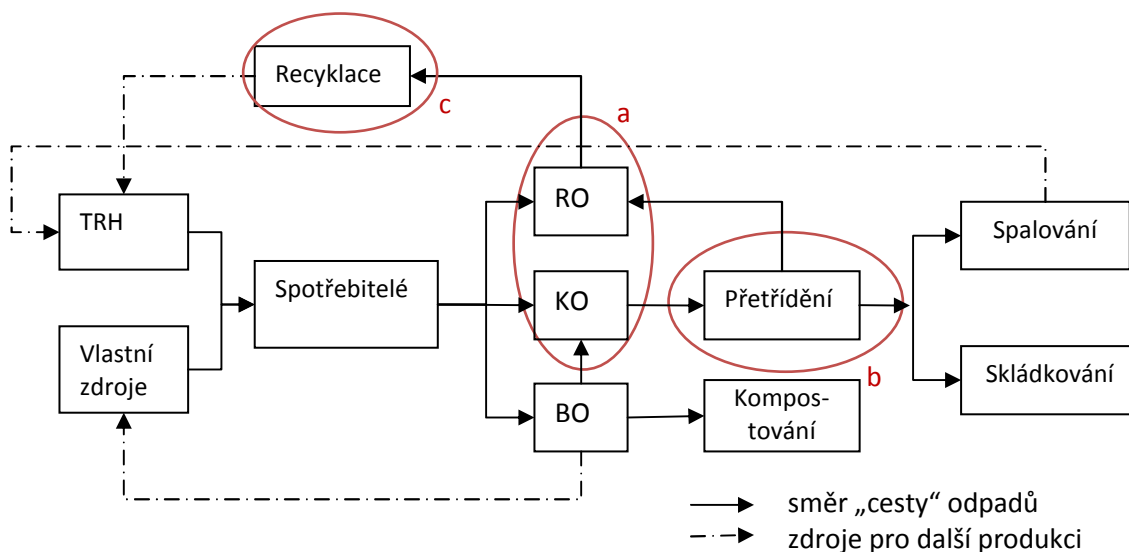 Recyklace
c
a
RO
TRH
Spalování
Spotřebitelé
KO
Přetřídění
Vlastní
zdroje
b
Skládkování
BO
Kompos-
tování
směr „cesty“ odpadů
zdroje pro další produkci